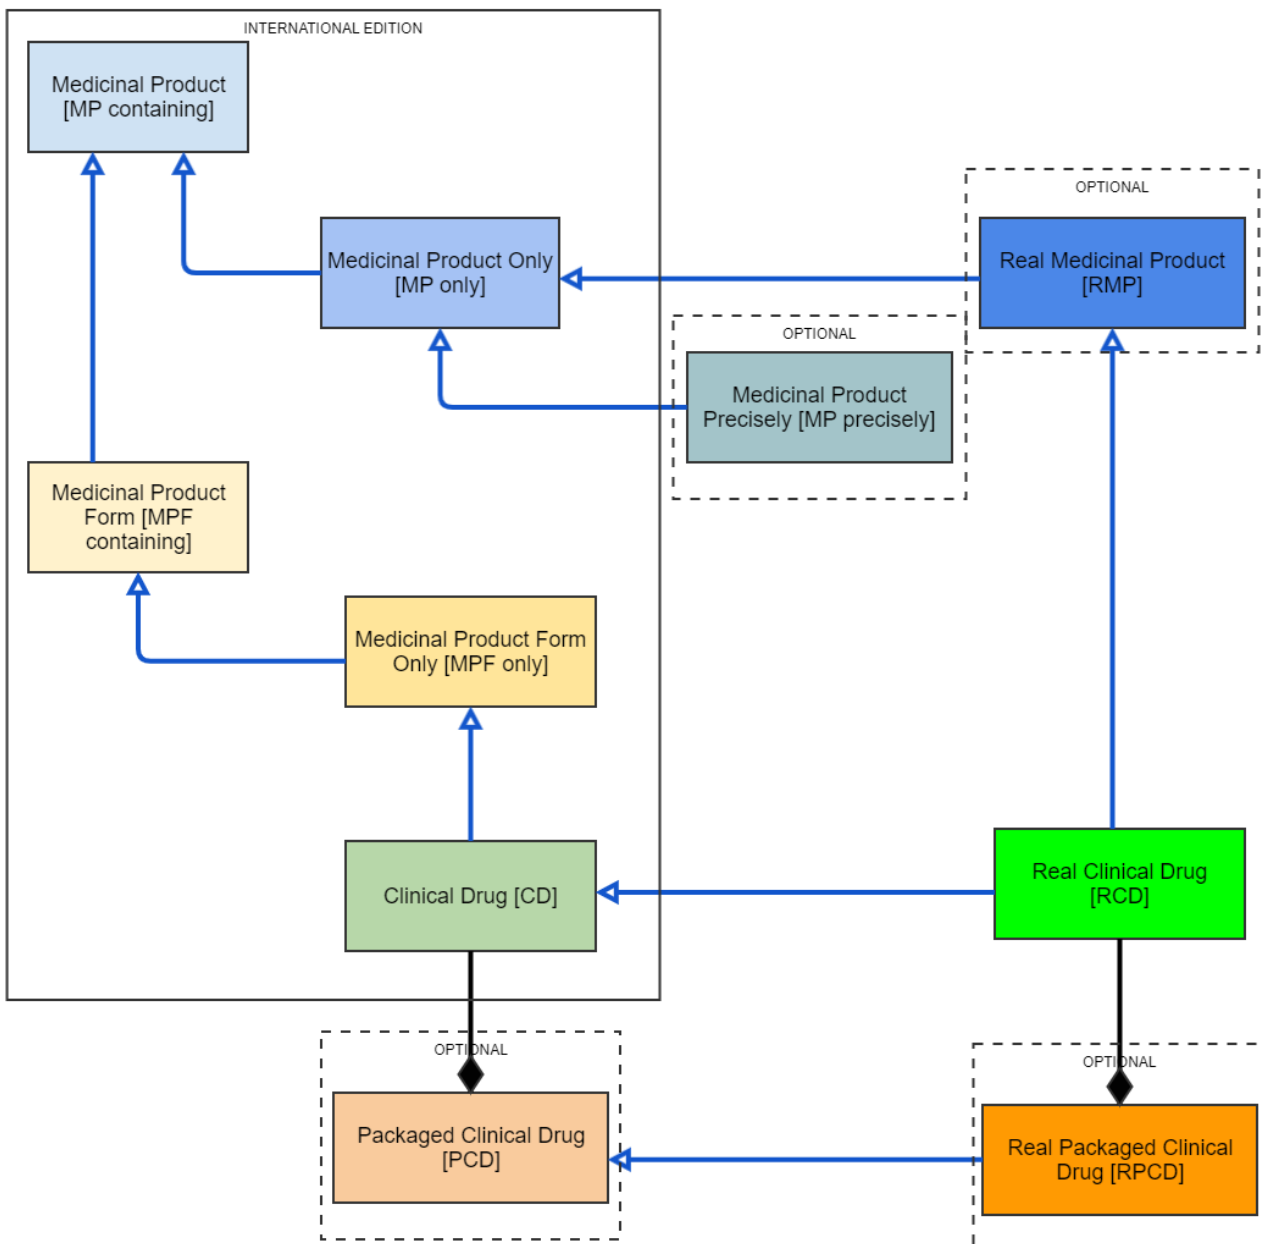 INTERNATIONAL EDITION
Medicinal Product
[MP containing]
OPTIONAL
Medicinal Product Only
[MP only]
Real Medicinal Product
[RMP]
OPTIONAL
Medicinal Product
Precisely [MP precisely]
Medicinal Product
Form [MPF
containing]
Medicinal Product Form
Only [MPF only]
Clinical Drug [CD]
Real Clinical Drug
[RCD]
OPTIONAL
OPTIONAL
Packaged Clinical Drug
[PCD]
Real Packaged Clinical
Drug [RPCD]